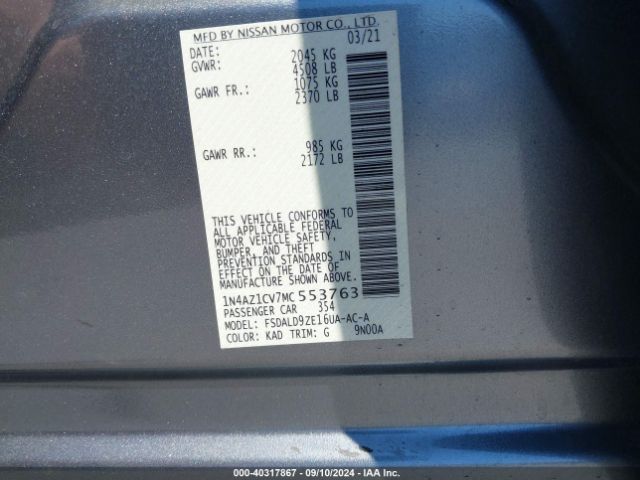 MFD BY NISSAN MOTOR CO., LTD.
DATE: 03/21
GVWR: 2045 KG
4508 LB
GAWR FR.: 1075 KG
2370 LB
GAWR RR.: 985 KG
2172 LB
THIS VEHICLE CONFORMS TO
ALL APPLICABLE FEDERAL
MOTOR VEHICLE SAFETY,
BUMPER, AND THEFT
PREVENTION STANDARDS IN
EFFECT ON THE DATE OF
MANUFACTURE SHOWN ABOVE.
1N4AZ1CV7MC553763
PASSENGER CAR 354
MODEL: FSDALD9ZE16UA-AC-A
COLOR: KAD TRIM: G 9N00A
000-40317867 - 09/10/2024 - IAA Inc.